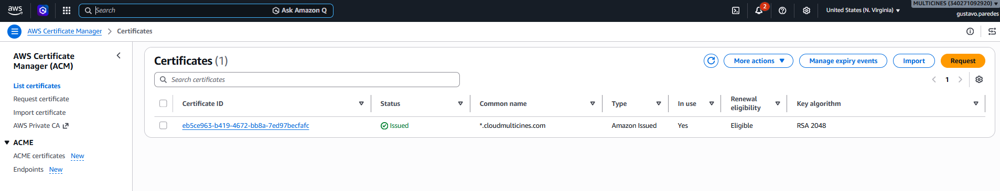 aws
Search
Ask Amazon Q
2
United States (N. Virginia)
MULTICINES (340271092920)
gustavo.paredes
AWS Certificate Manager
Certificates
AWS Certificate
Manager (ACM)
List certificates
Request certificate
Import certificate
AWS Private CA
ACME
ACME certificates New
Endpoints New
Certificates (1)
More actions
Manage expiry events
Import
Request
Search certificates
1
Certificate ID
Status
Common name
Type
In use
Renewal
eligibility
Key algorithm
eb5ce963-b419-4672-bb8a-7ed97becfafc
Issued
*.cloudmulticines.com
Amazon Issued
Yes
Eligible
RSA 2048